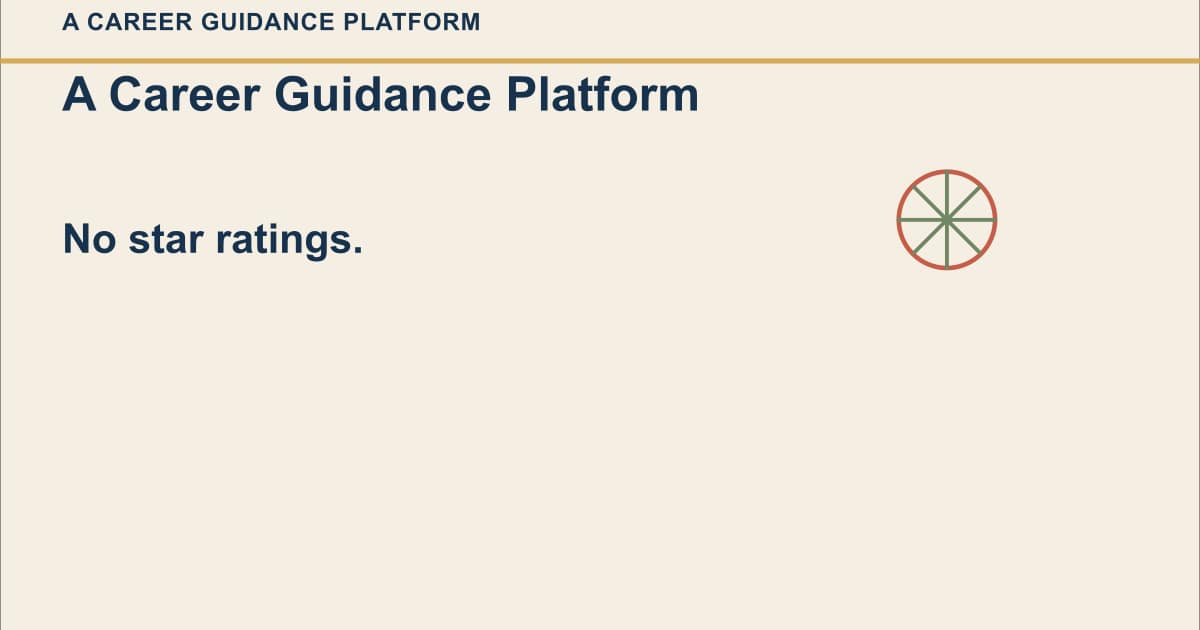 A CAREER GUIDANCE PLATFORM
A Career Guidance Platform
No star ratings.